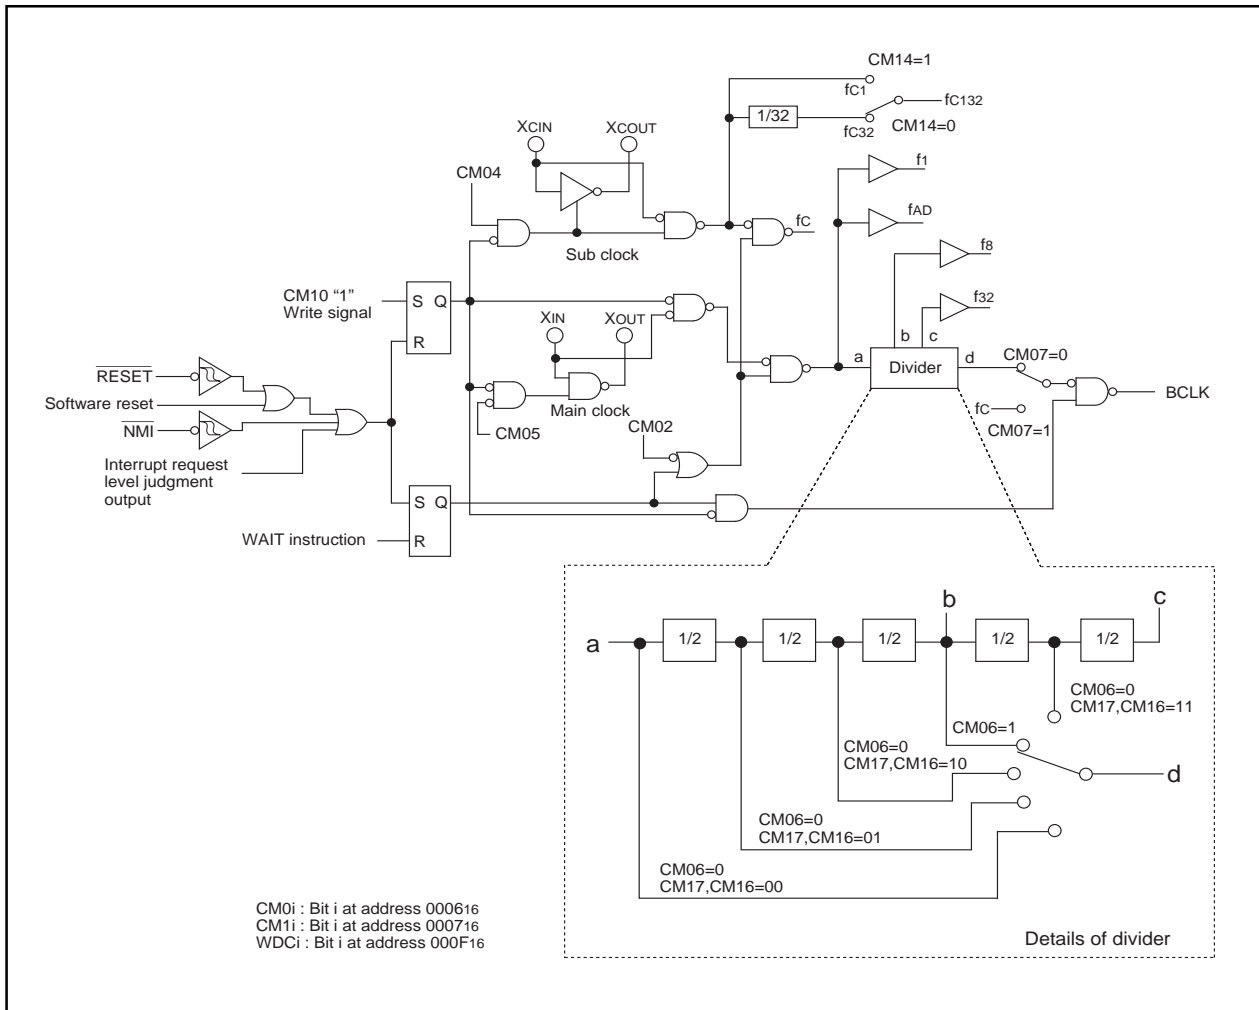 CM14=1
fC1
fC132
1/32
fC32
CM14=0
XCIN
XCOUT
CM04
f1
fC
fAD
Sub clock
f8
CM10 “1”
Write signal
S Q
R
f32
XIN
XOUT
b c
a
Divider
d
CM07=0
RESET
BCLK
Software reset
Main clock
fC
CM07=1
NMI
CM05
CM02
Interrupt request
level judgment
output
S Q
R
WAIT instruction
a
1/2
1/2
1/2
b
1/2
1/2
c
CM06=0
CM17,CM16=11
CM06=1
CM06=0
CM17,CM16=10
d
CM06=0
CM17,CM16=01
CM06=0
CM17,CM16=00
CM0i : Bit i at address 000616
CM1i : Bit i at address 000716
WDCi : Bit i at address 000F16
Details of divider